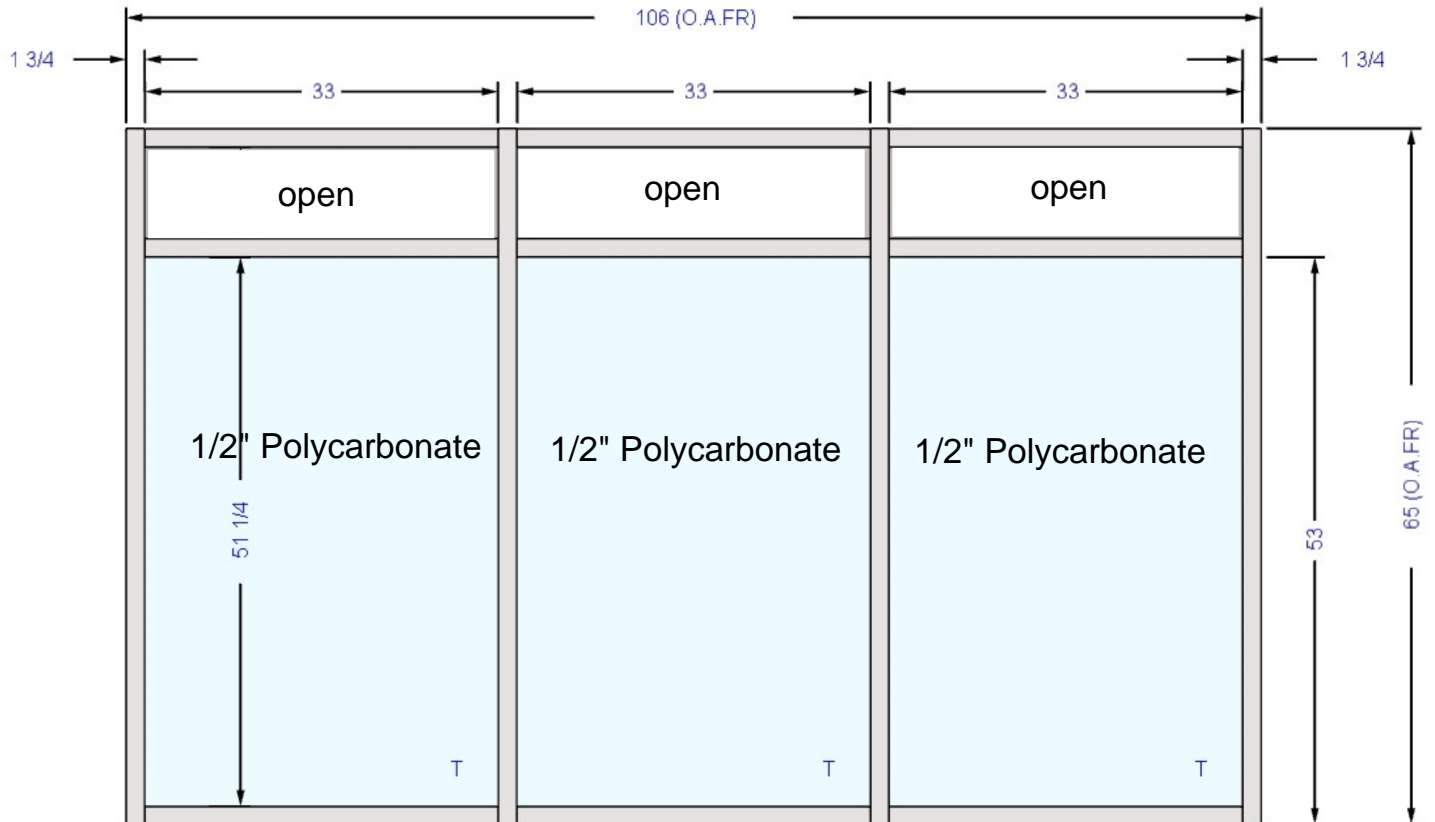 106 (O.A.FR)
1 3/4
1 3/4
33
33
33
open
open
open
1/2" Polycarbonate
1/2" Polycarbonate
1/2" Polycarbonate
51 1/4
53
65 (O.A.FR)
T
T
T